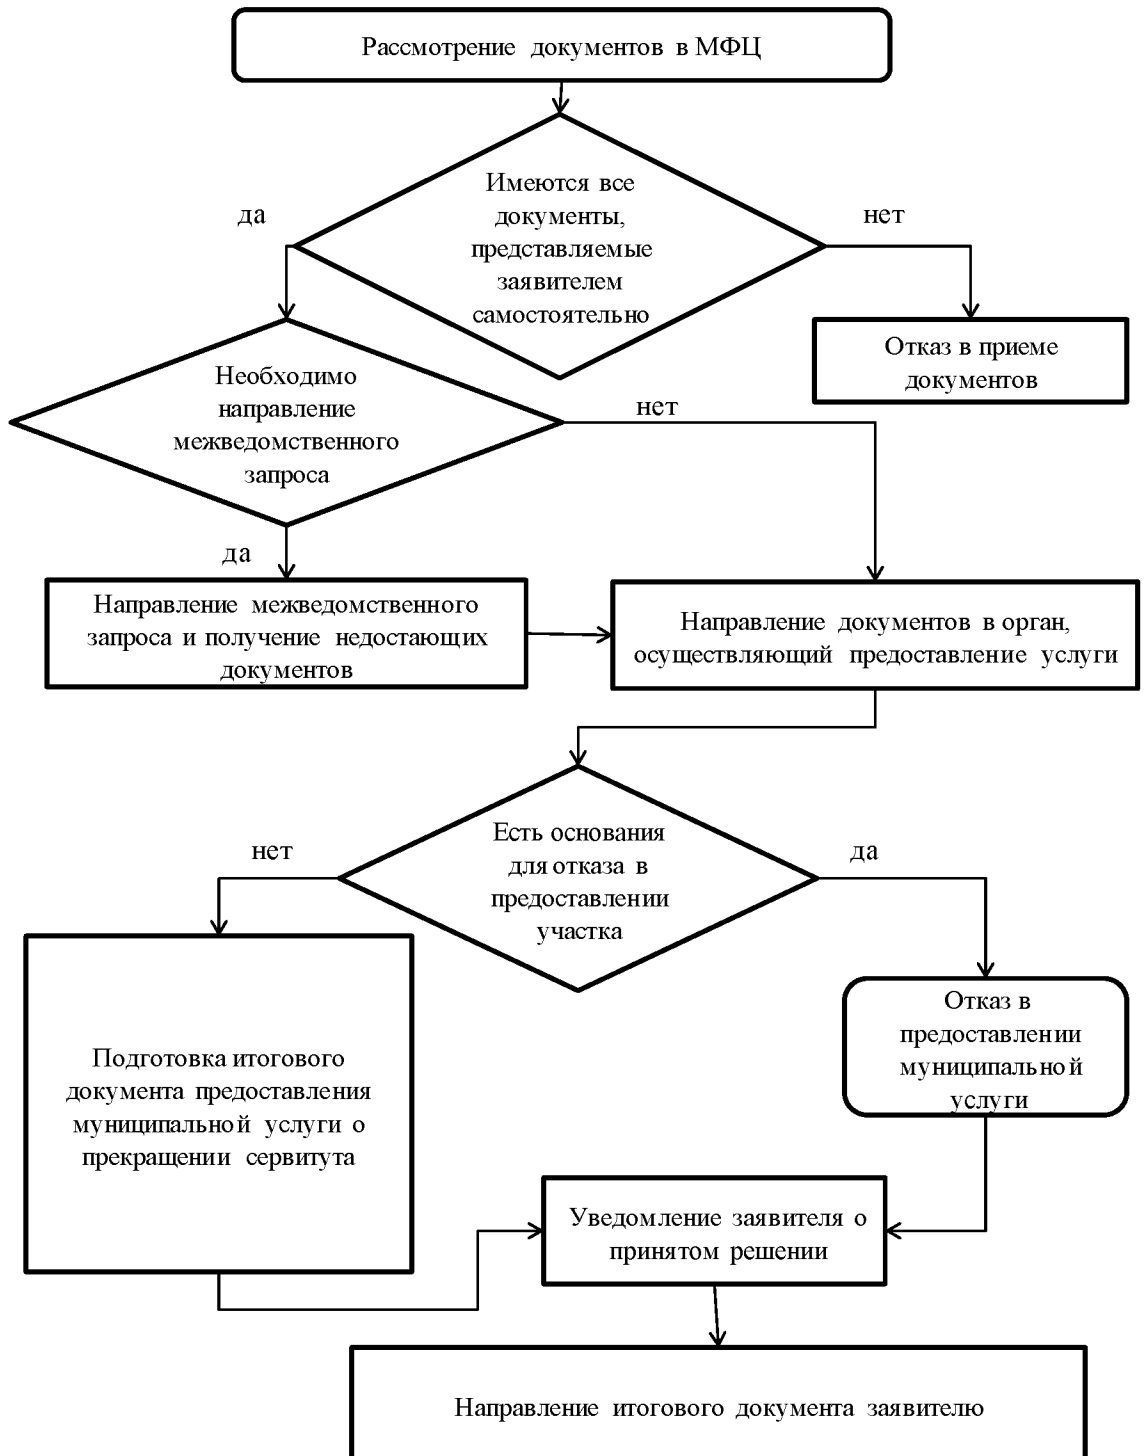 Рассмотрение документов в МФЦ
Имеются все
документы,
представляемые
заявителем
самостоятельно
да
нет
Отказ в приеме
документов
Необходимо
направление
межведомственного
запроса
нет
да
Направление межведомственного
запроса и получение недостающих
документов
Направление документов в орган,
осуществляющий предоставление услуги
Есть основания
для отказа в
предоставлении
участка
нет
да
Подготовка итогового
документа предоставления
муниципальной услуги о
прекращении сервитута
Отказ в
предоставлении
муниципальной
услуги
Уведомление заявителя о
принятом решении
Направление итогового документа заявителю